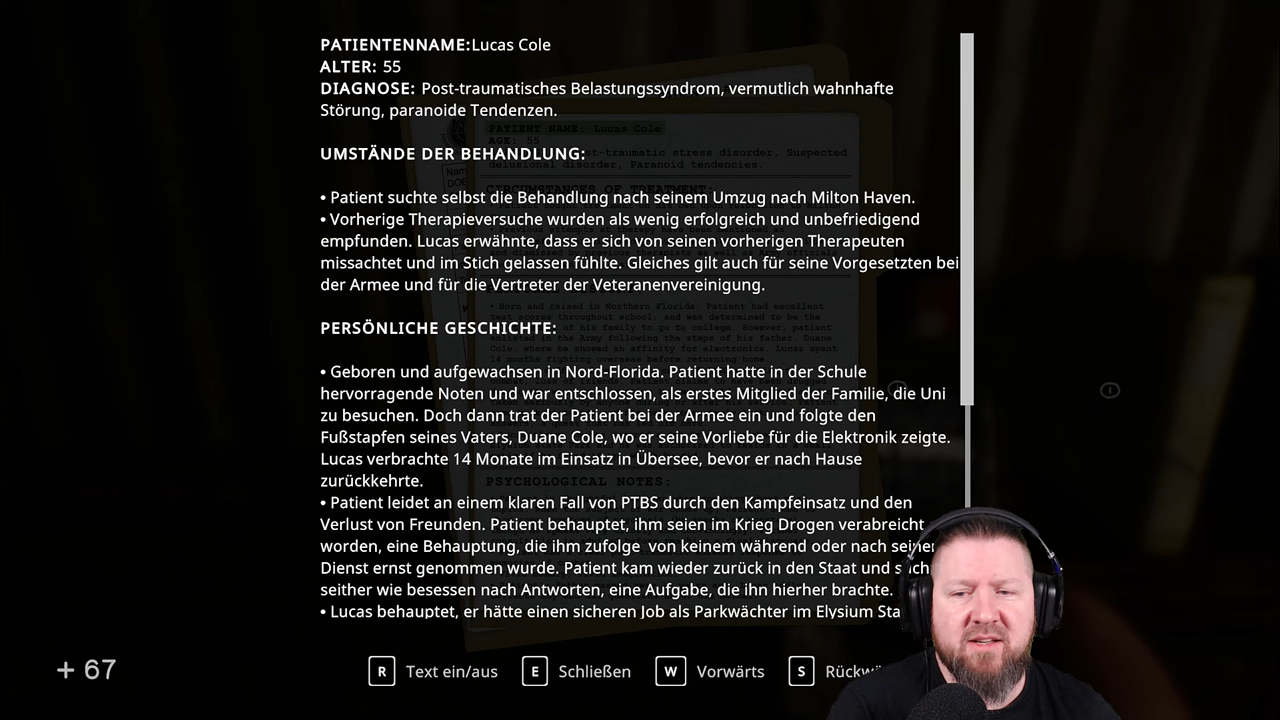 PATIENTENNAME:Lucas Cole
ALTER: 55
DIAGNOSE: Post-traumatisches Belastungssyndrom, vermutlich wahnhafte
Störung, paranoide Tendenzen.
UMSTÄNDE DER BEHANDLUNG:
• Patient suchte selbst die Behandlung nach seinem Umzug nach Milton Haven.
• Vorherige Therapieversuche wurden als wenig erfolgreich und unbefriedigend
empfunden. Lucas erwähnte, dass er sich von seinen vorherigen Therapeuten
missachtet und im Stich gelassen fühlte. Gleiches gilt auch für seine Vorgesetzten bei
der Armee und für die Vertreter der Veteranenvereinigung.
PERSÖNLICHE GESCHICHTE:
• Geboren und aufgewachsen in Nord-Florida. Patient hatte in der Schule
hervorragende Noten und war entschlossen, als erstes Mitglied der Familie, die Uni
zu besuchen. Doch dann trat der Patient bei der Armee ein und folgte den
Fußstapfen seines Vaters, Duane Cole, wo er seine Vorliebe für die Elektronik zeigte.
Lucas verbrachte 14 Monate im Einsatz in Übersee, bevor er nach Hause
zurückkehrte.
• Patient leidet an einem klaren Fall von PTBS durch den Kampfeinsatz und den
Verlust von Freunden. Patient behauptet, ihm seien im Krieg Drogen verabreicht
worden, eine Behauptung, die ihm zufolge von keinem während oder nach
Dienst ernst genommen wurde. Patient kam wieder zurück in den Staat und
seither wie besessen nach Antworten, eine Aufgabe, die ihn hierher brachte.
• Lucas behauptet, er hätte einen sicheren Job als Parkwächter im Elysium
+ 67
R Text ein/aus E Schließen W Vorwärts S